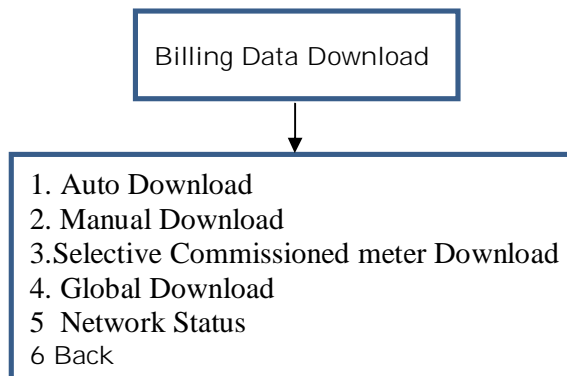 Billing Data Download
1. Auto Download
2. Manual Download
3.Selective Commissioned meter Download
4. Global Download
5 Network Status
6 Back